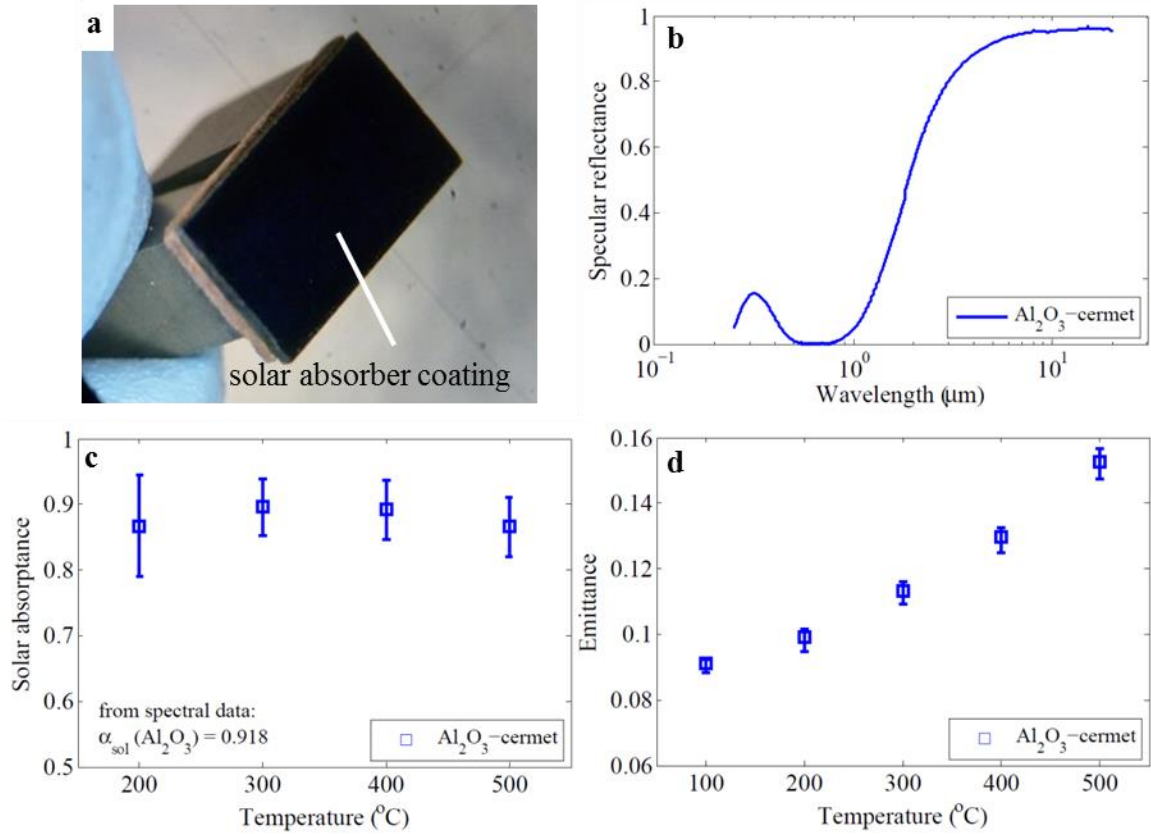 a
solar absorber coating
b
1
0.8
0.6
0.4
0.2
0
Specular reflectance
Al₂O₃−cermet
10⁻¹ 10⁰ 10¹
Wavelength (μm)
c
1
0.9
0.8
0.7
0.6
0.5
Solar absorptance
from spectral data:
α_sol (Al₂O₃) = 0.918
Al₂O₃−cermet
200 300 400 500
Temperature (°C)
d
0.16
0.14
0.12
0.1
0.08
0.06
Emittance
Al₂O₃−cermet
100 200 300 400 500
Temperature (°C)